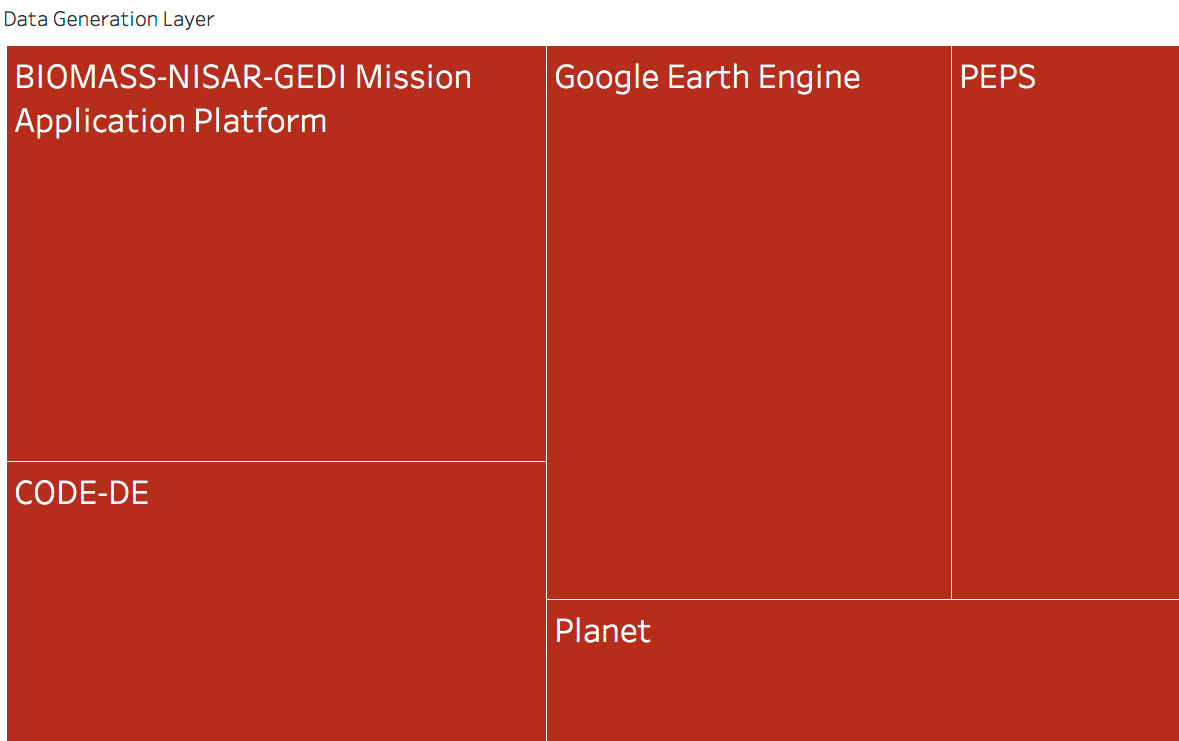 Data Generation Layer
BIOMASS-NISAR-GEDI Mission
Application Platform
Google Earth Engine
PEPS
CODE-DE
Planet